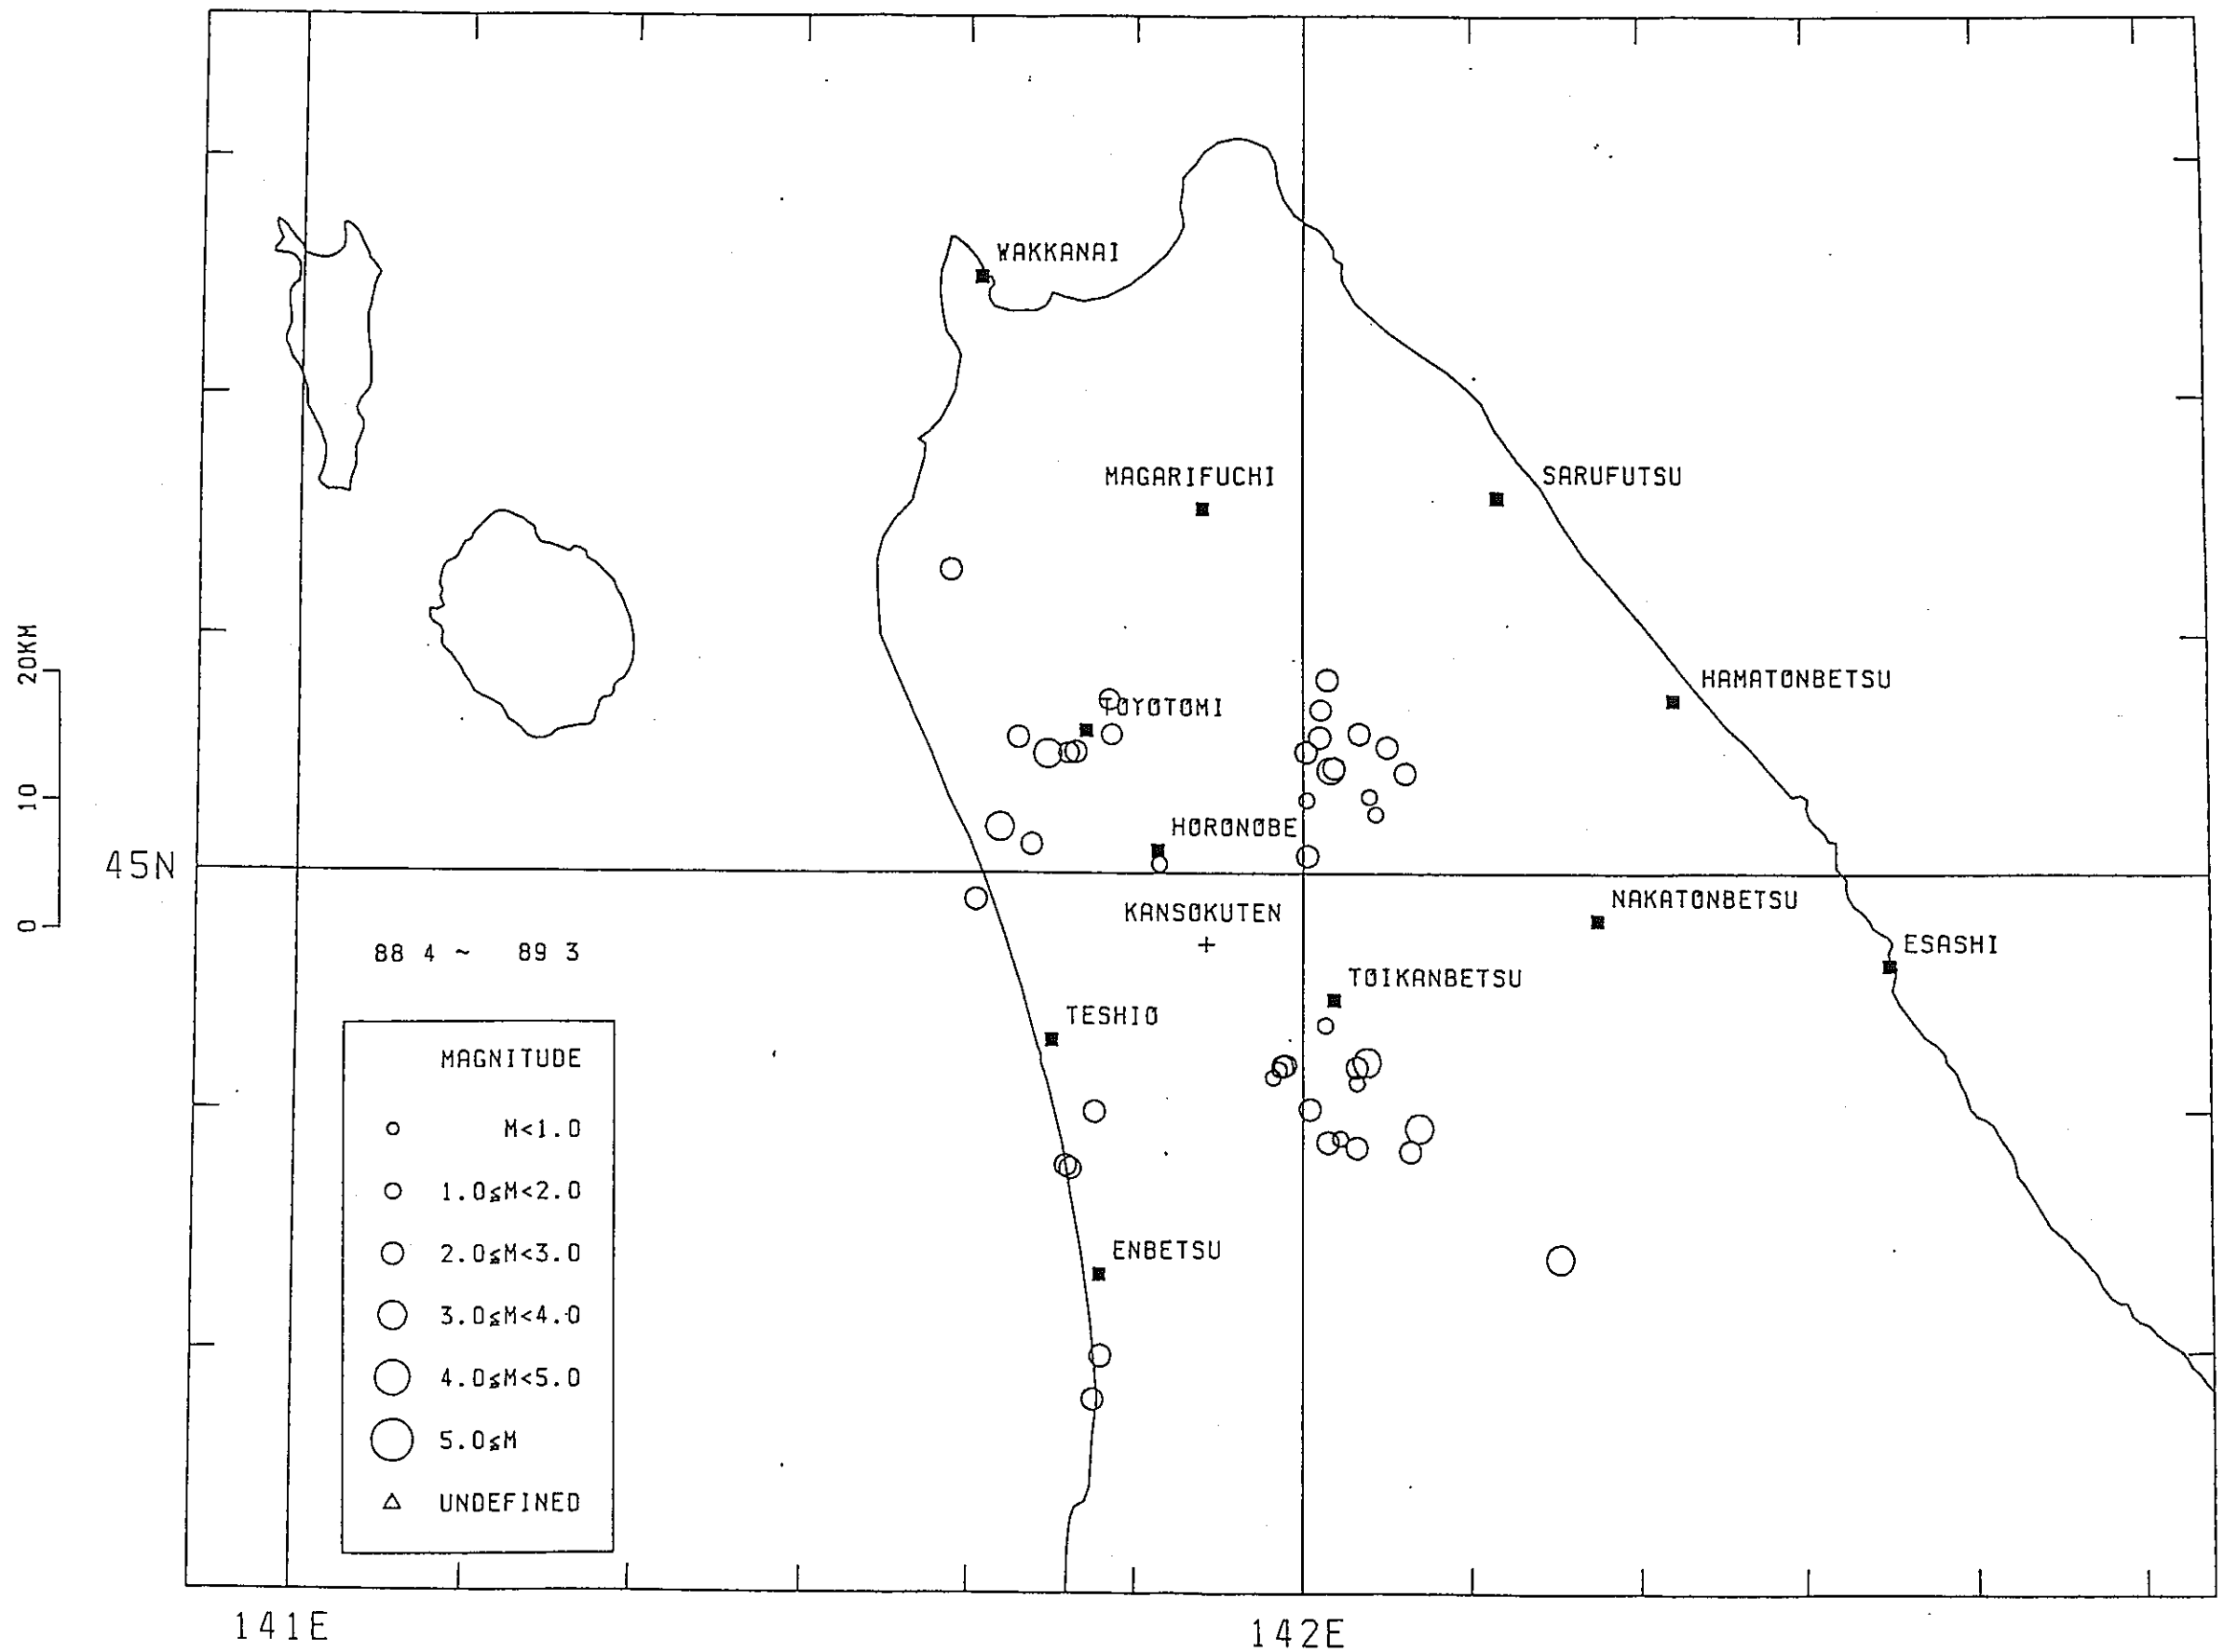 WAKKANAI
MAGARIFUCHI
SARUFUTSU
HAMATONBETSU
TOYOTOMI
HORONOBE
20KM
10
0
45N
NAKATONBETSU
KANSOKUTEN
ESASHI
88 4 ~ 89 3
TOIKANBETSU
TESHIO
MAGNITUDE
M<1.0
1.0≦M<2.0
2.0≦M<3.0
3.0≦M<4.0
4.0≦M<5.0
5.0≦M
UNDEFINED
ENBETSU
141E
142E